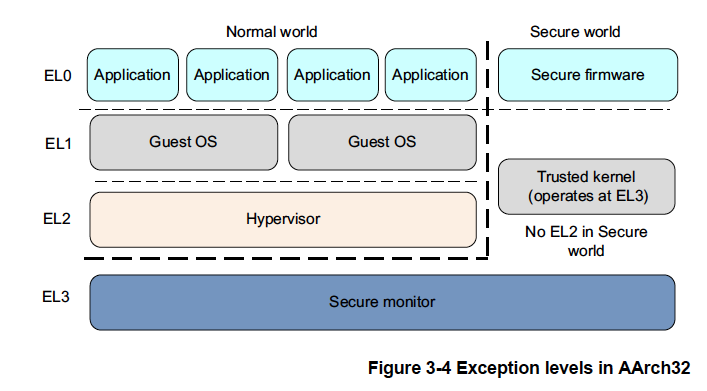 Normal world Secure world
EL0 Application Application Application Application Secure firmware
EL1 Guest OS Guest OS
Trusted kernel
(operates at EL3)
EL2 Hypervisor
No EL2 in Secure
world
EL3 Secure monitor
Figure 3-4 Exception levels in AArch32